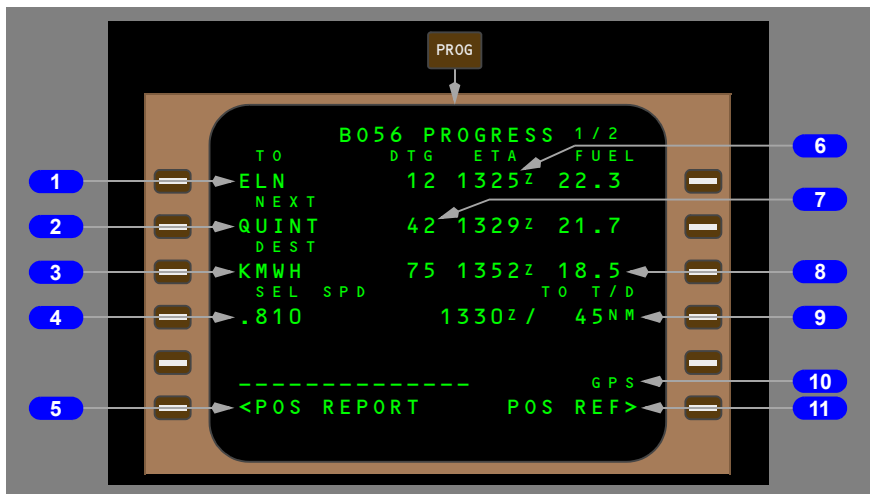 PROG
BO56 PROGRESS 1/2
TO DTG ETA FUEL
6
1 ELN 12 1325Z 22.3
NEXT
7
2 QUINT 42 1329Z 21.7
DEST
3 KMWH 75 1352Z 18.5 8
SEL SPD TO T/D
4 .810 1330Z/ 45NM 9
--------------
GPS 10
5 <POS REPORT POS REF> 11